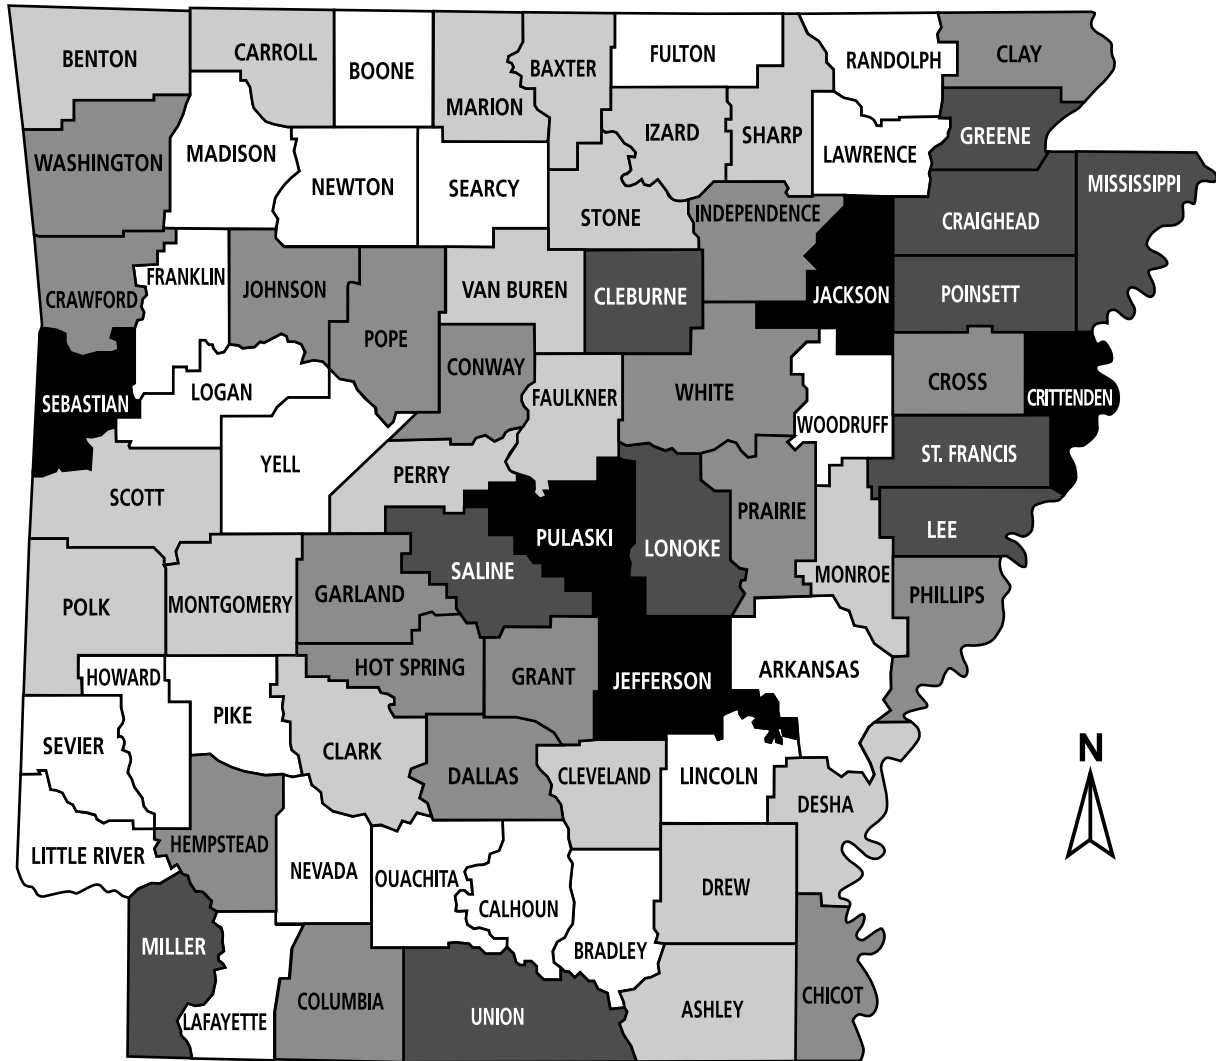 BENTON
CARROLL
BOONE
MARION
BAXTER
FULTON
IZARD
SHARP
RANDOLPH
CLAY
GREENE
LAWRENCE
WASHINGTON
MADISON
NEWTON
SEARCY
STONE
INDEPENDENCE
CRAIGHEAD
MISSISSIPPI
CRAWFORD
FRANKLIN
JOHNSON
POPE
VAN BUREN
CLEBURNE
JACKSON
POINSETT
SEBASTIAN
LOGAN
CONWAY
FAULKNER
WHITE
WOODRUFF
CROSS
CRITTENDEN
SCOTT
YELL
PERRY
PULASKI
LONOKE
PRAIRIE
ST. FRANCIS
LEE
POLK
MONTGOMERY
GARLAND
SALINE
MONROE
PHILLIPS
HOWARD
PIKE
HOT SPRING
GRANT
JEFFERSON
ARKANSAS
SEVIER
CLARK
DALLAS
CLEVELAND
LINCOLN
DESHA
N
LITTLE RIVER
HEMPSTEAD
NEVADA
OUACHITA
CALHOUN
BRADLEY
DREW
MILLER
LAFAYETTE
COLUMBIA
UNION
ASHLEY
CHICOT